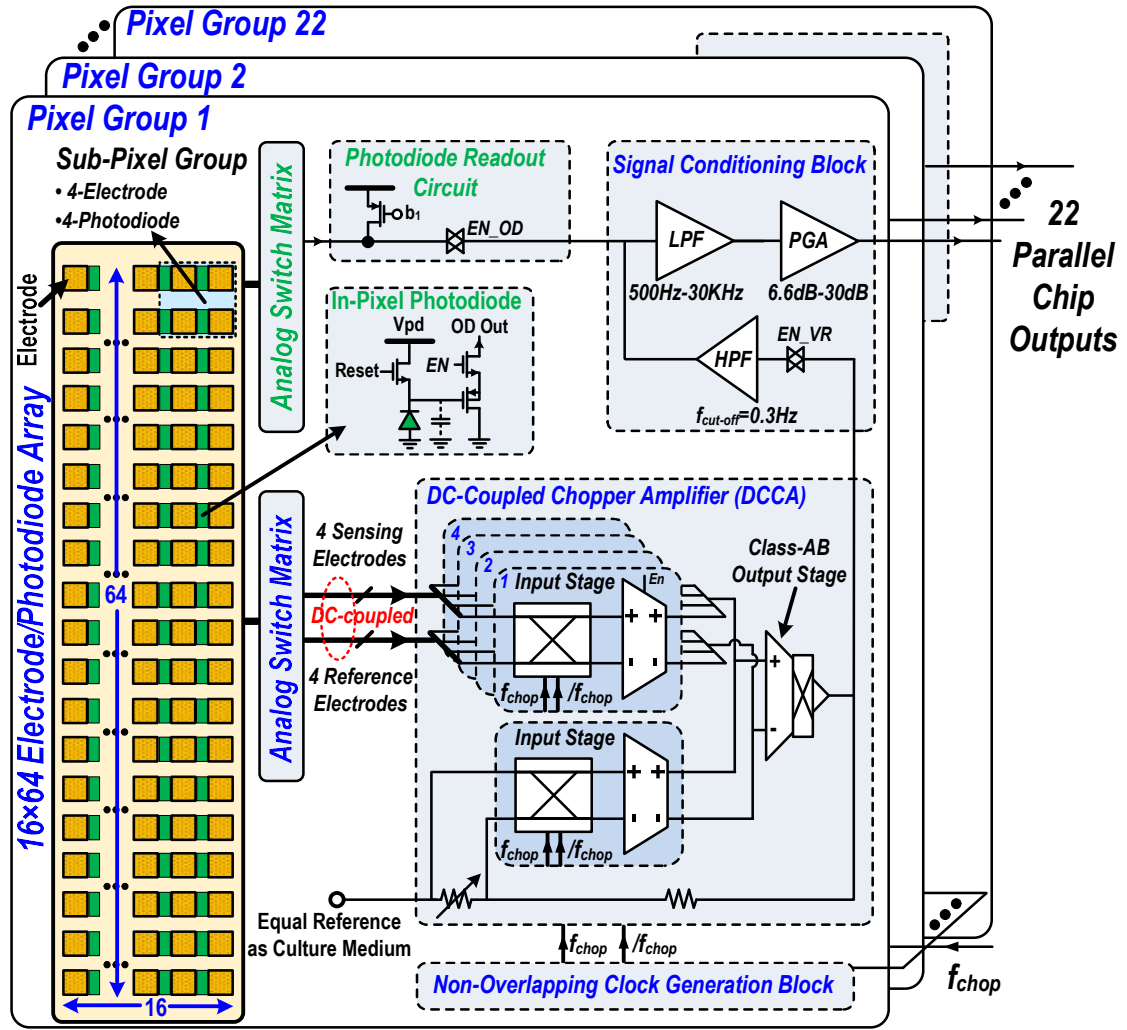 Pixel Group 22
Pixel Group 2
Pixel Group 1
Sub-Pixel Group
• 4-Electrode
•4-Photodiode
Electrode
16×64 Electrode/Photodiode Array
64
16
Analog Switch Matrix
Photodiode Readout
Circuit
b1
EN_OD
In-Pixel Photodiode
Vpd
OD Out
Reset
EN
Signal Conditioning Block
LPF
PGA
500Hz-30KHz
6.6dB-30dB
EN_VR
HPF
fcut-off=0.3Hz
22
Parallel
Chip
Outputs
Analog Switch Matrix
4 Sensing
Electrodes
DC-coupled
4 Reference
Electrodes
DC-Coupled Chopper Amplifier (DCCA)
4
3
2
1
Input Stage
En
+ +
- -
fchop
/fchop
Class-AB
Output Stage
+
-
Input Stage
+ +
- -
fchop
/fchop
Equal Reference
as Culture Medium
fchop
/fchop
Non-Overlapping Clock Generation Block
fchop